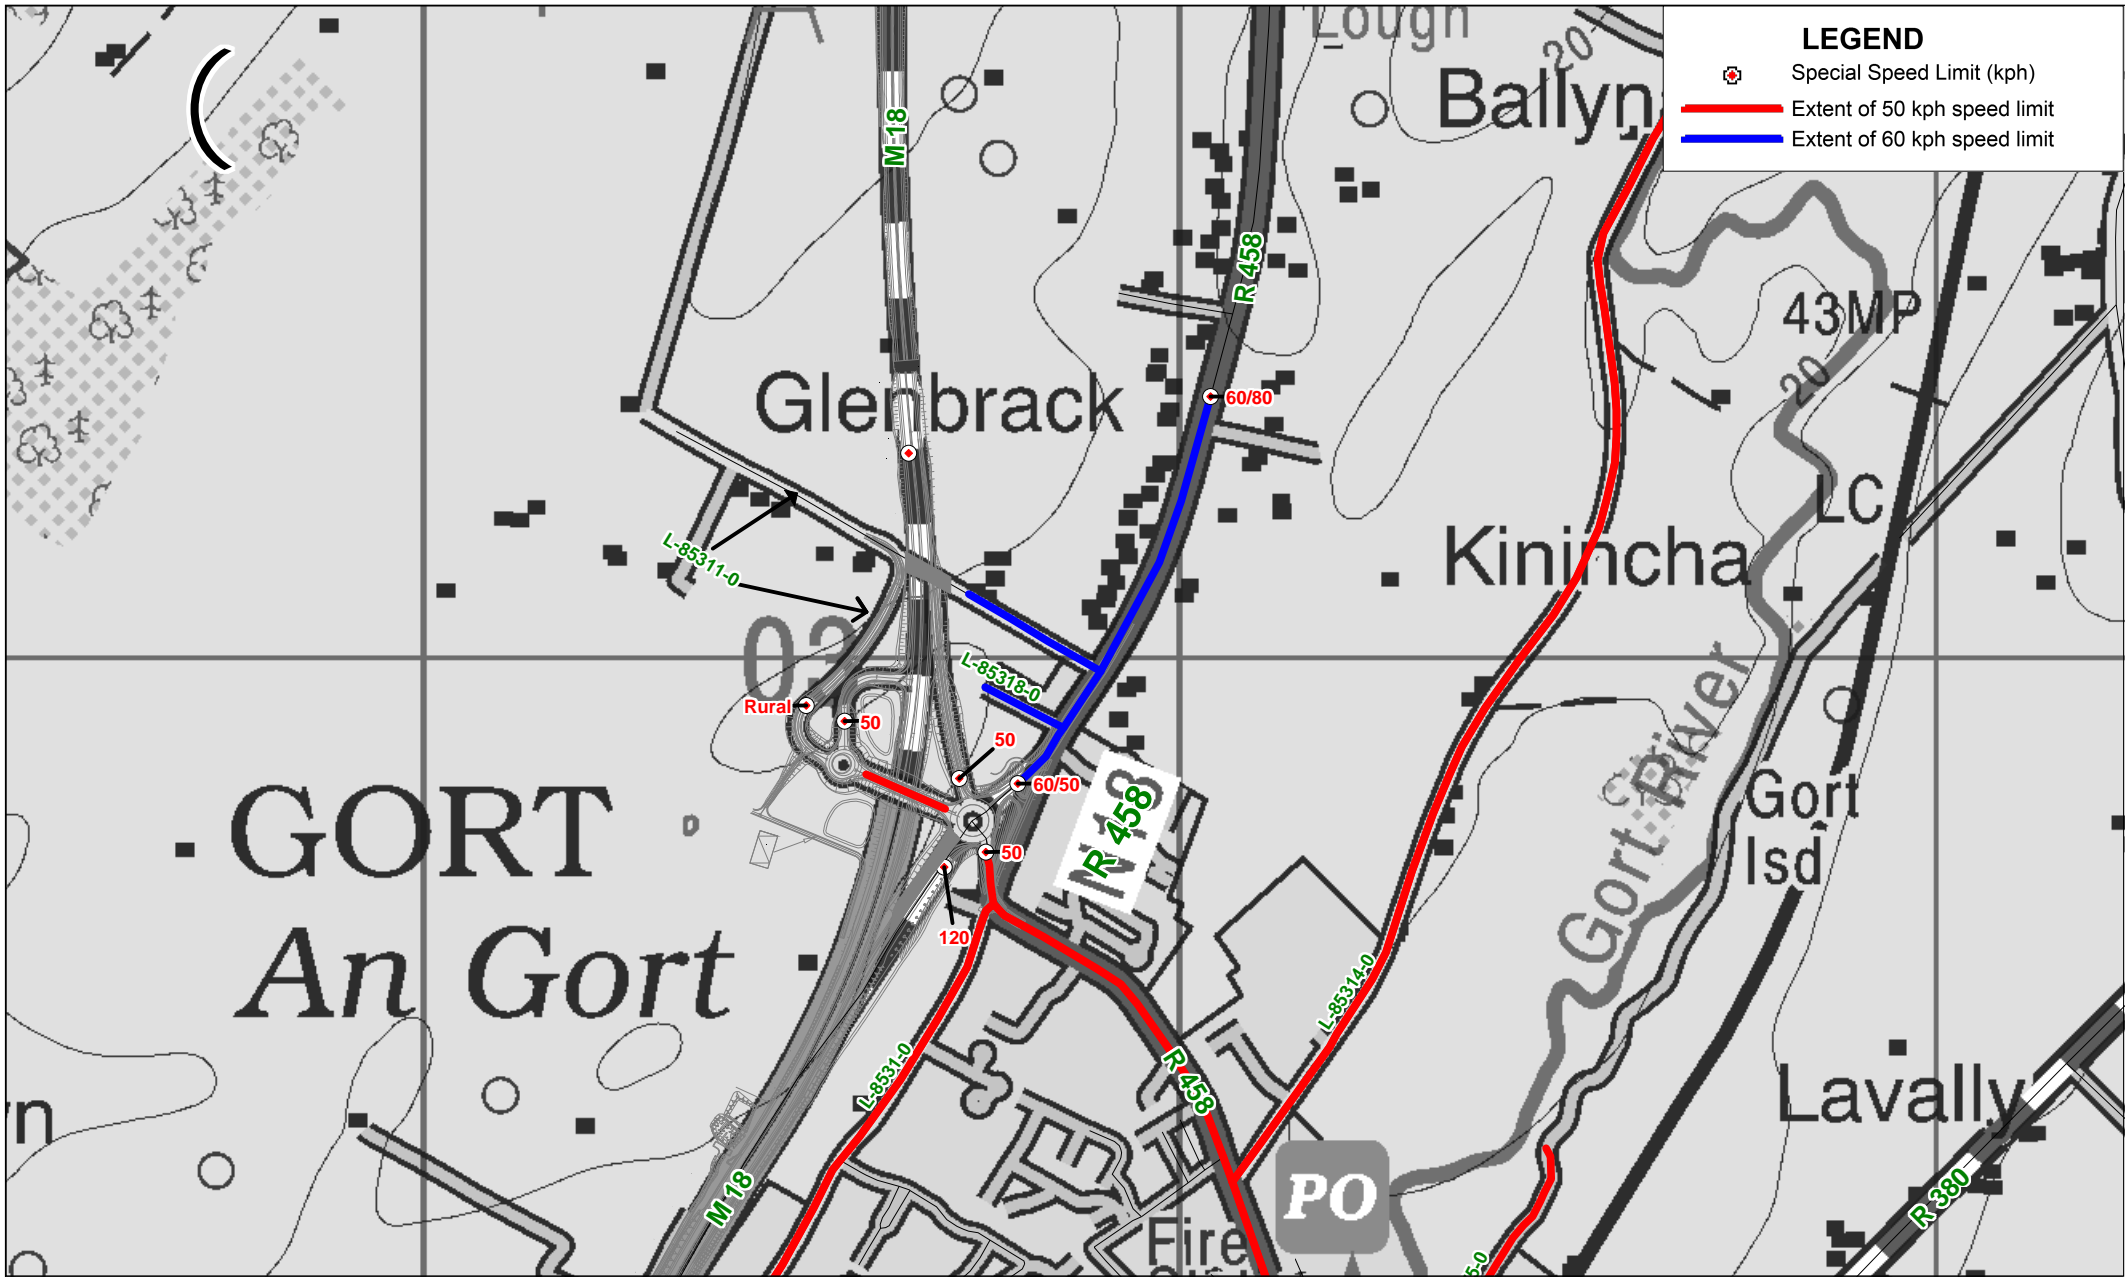 Lough
20
LEGEND
Special Speed Limit (kph)
Extent of 50 kph speed limit
Extent of 60 kph speed limit
Ballyn
M 18
R 458
43MP
20
Glenbrack
60/80
LC
Kinincha
L-85311-0
03
L-85318-0
Rural
50
50
60/50
Gort River
Gort
Isd
GORT
R 458
50
120
An Gort
L-85314-0
L-8531-0
R 458
Lavally
M 18
PO
R 380
Fire
5-0